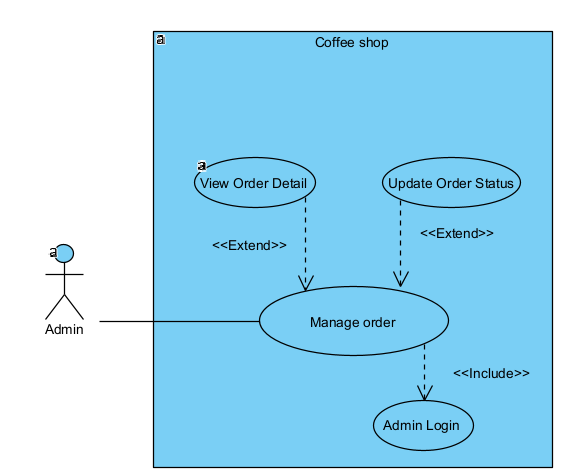 a
Coffee shop
a
View Order Detail
Update Order Status
<<Extend>>
<<Extend>>
a
Admin
Manage order
<<Include>>
Admin Login